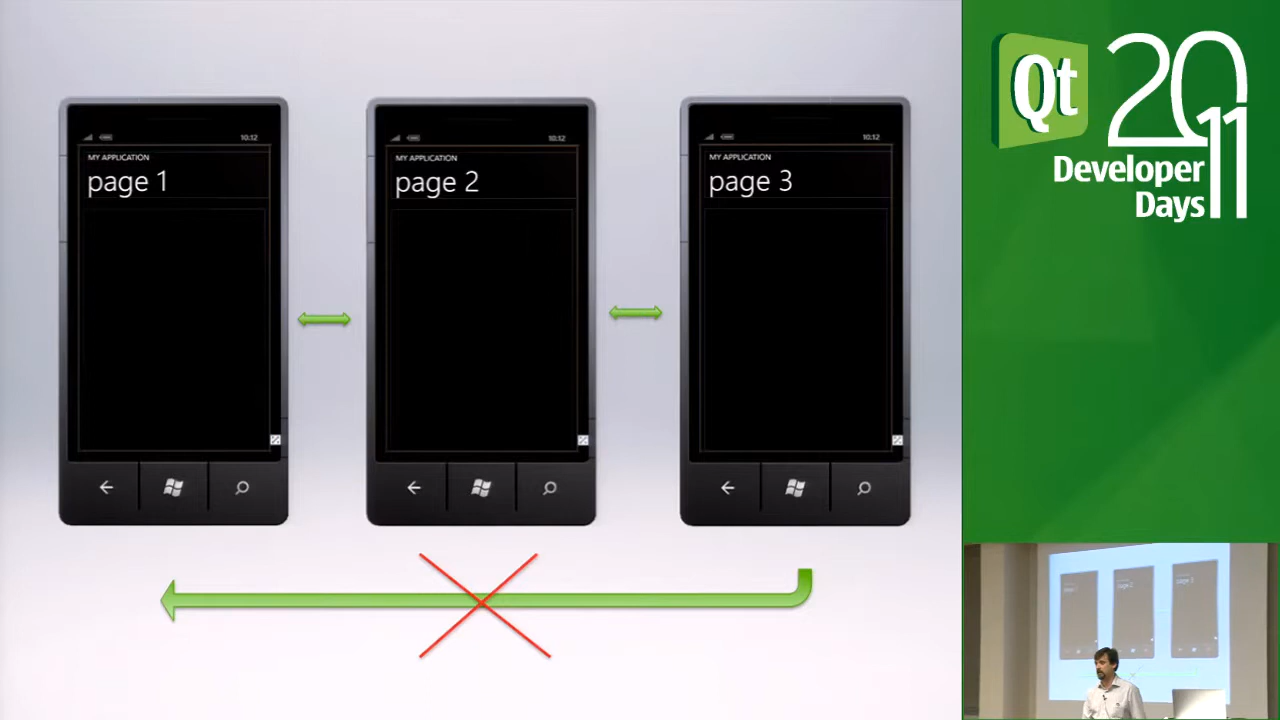 10:12
MY APPLICATION
page 1
10:12
MY APPLICATION
page 2
10:12
MY APPLICATION
page 3
Qt
2011
Developer
Days